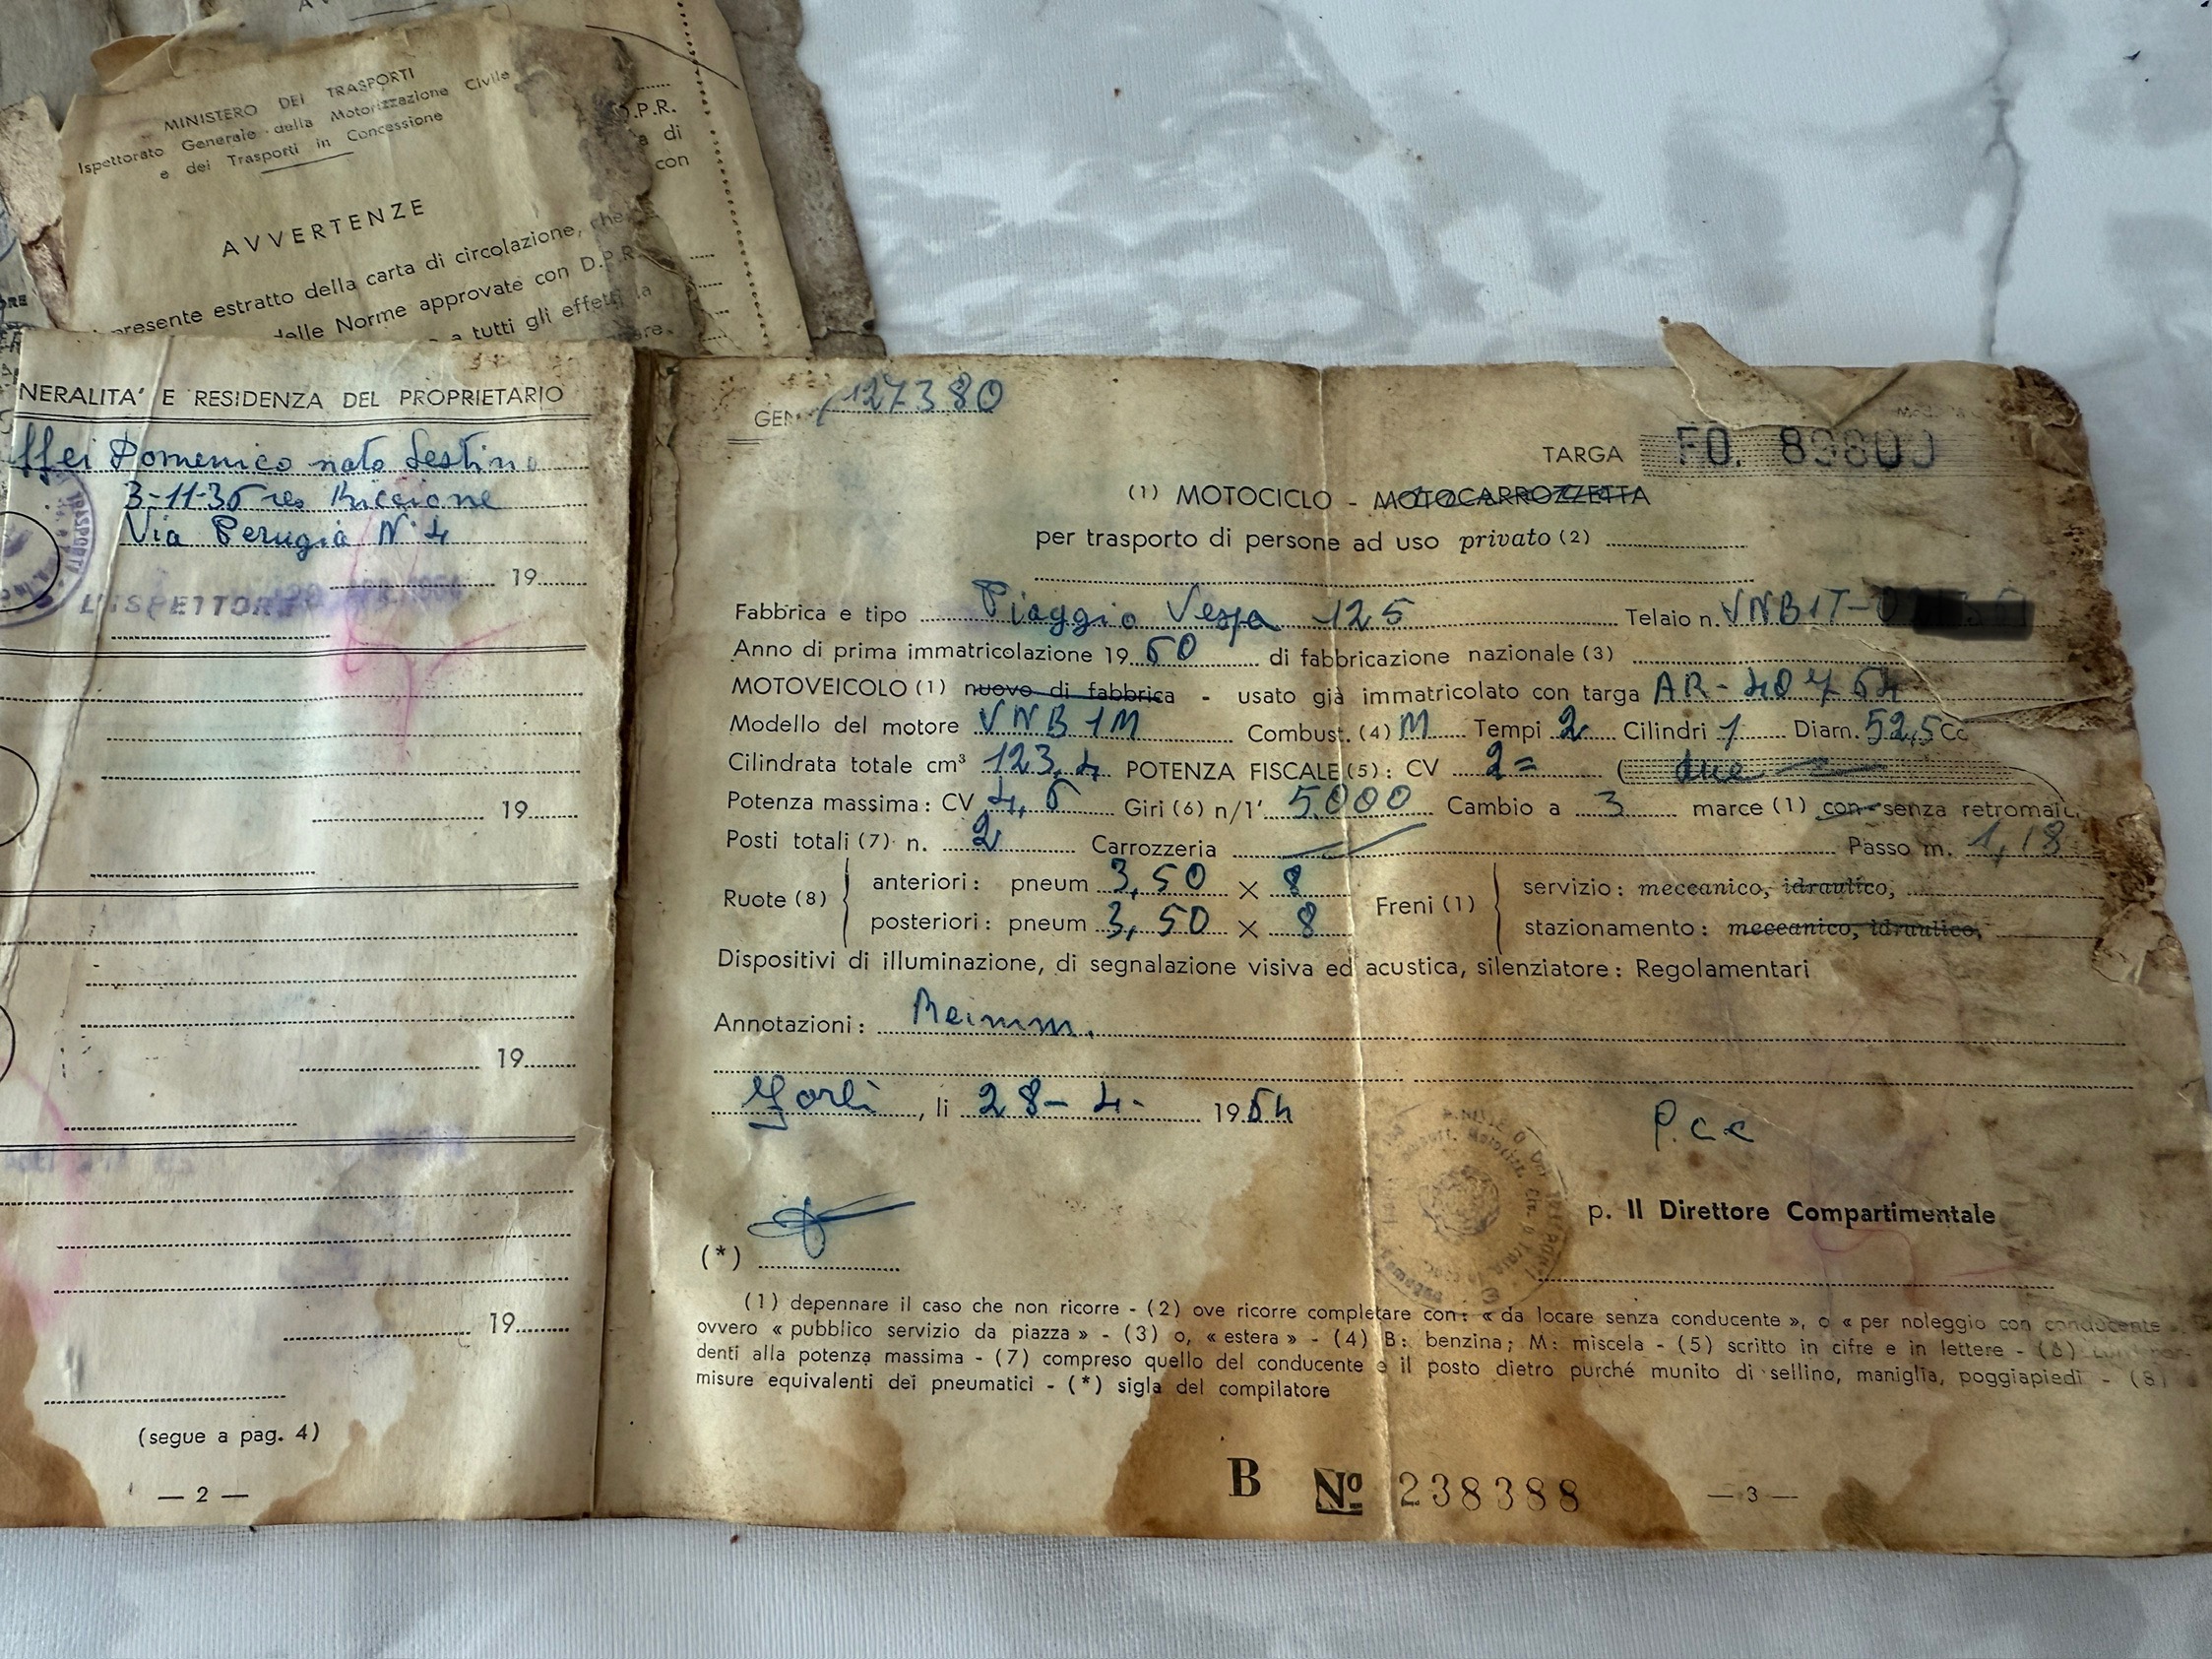 MINISTERO DEI TRASPORTI
Ispettorato Generale della Motorizzazione Civile
e dei Trasporti in Concessione
AVVERTENZE
presente estratto della carta di circolazione, che
delle Norme approvate con D.P.R.
a tutti gli effetti la
D.P.R.
di
con
NERALITA' E RESIDENZA DEL PROPRIETARIO
ffei Domenico nato Sestino
3-11-36 res Riccione
Via Perugia N° 4
19
L'ISPETTORE
19
19
19
(segue a pag. 4)
— 2 —
127380
TARGA FO. 89800
(1) MOTOCICLO - MOTOCARROZZETTA
per trasporto di persone ad uso privato (2)
Fabbrica e tipo Piaggio Vespa 125 Telaio n. VNB1T-0
Anno di prima immatricolazione 19 60 di fabbricazione nazionale (3)
MOTOVEICOLO (1) nuovo di fabbrica - usato già immatricolato con targa AR-40764
Modello del motore VNB1M Combust. (4) M Tempi 2 Cilindri 1 Diam. 52,5
Cilindrata totale cm³ 123,4 POTENZA FISCALE (5): CV 2= ( due
Potenza massima: CV 4,6 Giri (6) n/1' 5000 Cambio a 3 marce (1) con senza retromarc.
Posti totali (7) n. 2 Carrozzeria Passo m. 1,18
Ruote (8) anteriori: pneum 3,50 × 8 Freni (1) servizio: meccanico, idraulico,
posteriori: pneum 3,50 × 8 stazionamento: meccanico, idraulico,
Dispositivi di illuminazione, di segnalazione visiva ed acustica, silenziatore: Regolamentari
Annotazioni: Reimm.
Forlì, li 28-4- 1964
P.cc
p. Il Direttore Compartimentale
(*)
(1) depennare il caso che non ricorre - (2) ove ricorre completare con: « da locare senza conducente », o « per noleggio con conducente »
ovvero « pubblico servizio da piazza » - (3) o, « estera » - (4) B: benzina; M: miscela - (5) scritto in cifre e in lettere - (6)
denti alla potenza massima - (7) compreso quello del conducente e il posto dietro purché munito di sellino, maniglia, poggiapiedi - (8)
misure equivalenti dei pneumatici - (*) sigla del compilatore
B Nº 238388
— 3 —